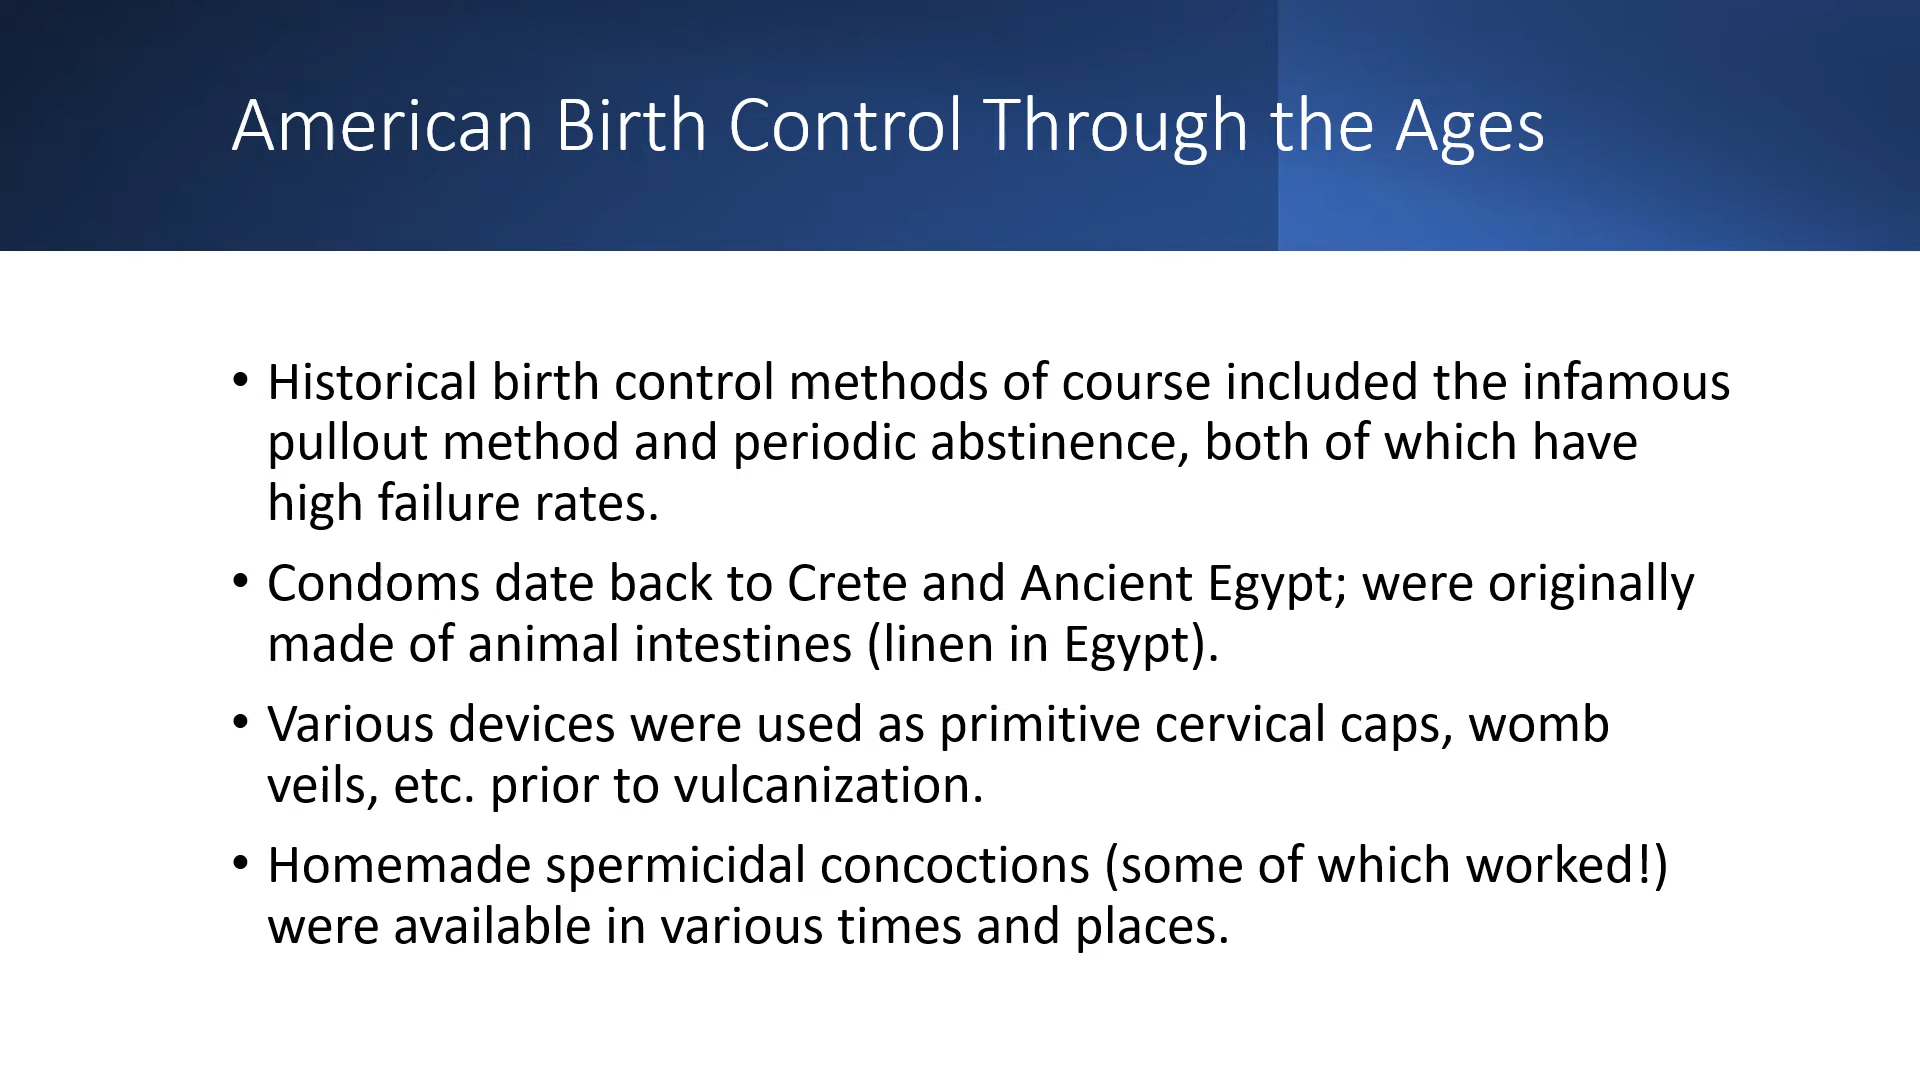 American Birth Control Through the Ages
• Historical birth control methods of course included the infamous
pullout method and periodic abstinence, both of which have
high failure rates.
• Condoms date back to Crete and Ancient Egypt; were originally
made of animal intestines (linen in Egypt).
• Various devices were used as primitive cervical caps, womb
veils, etc. prior to vulcanization.
• Homemade spermicidal concoctions (some of which worked!)
were available in various times and places.